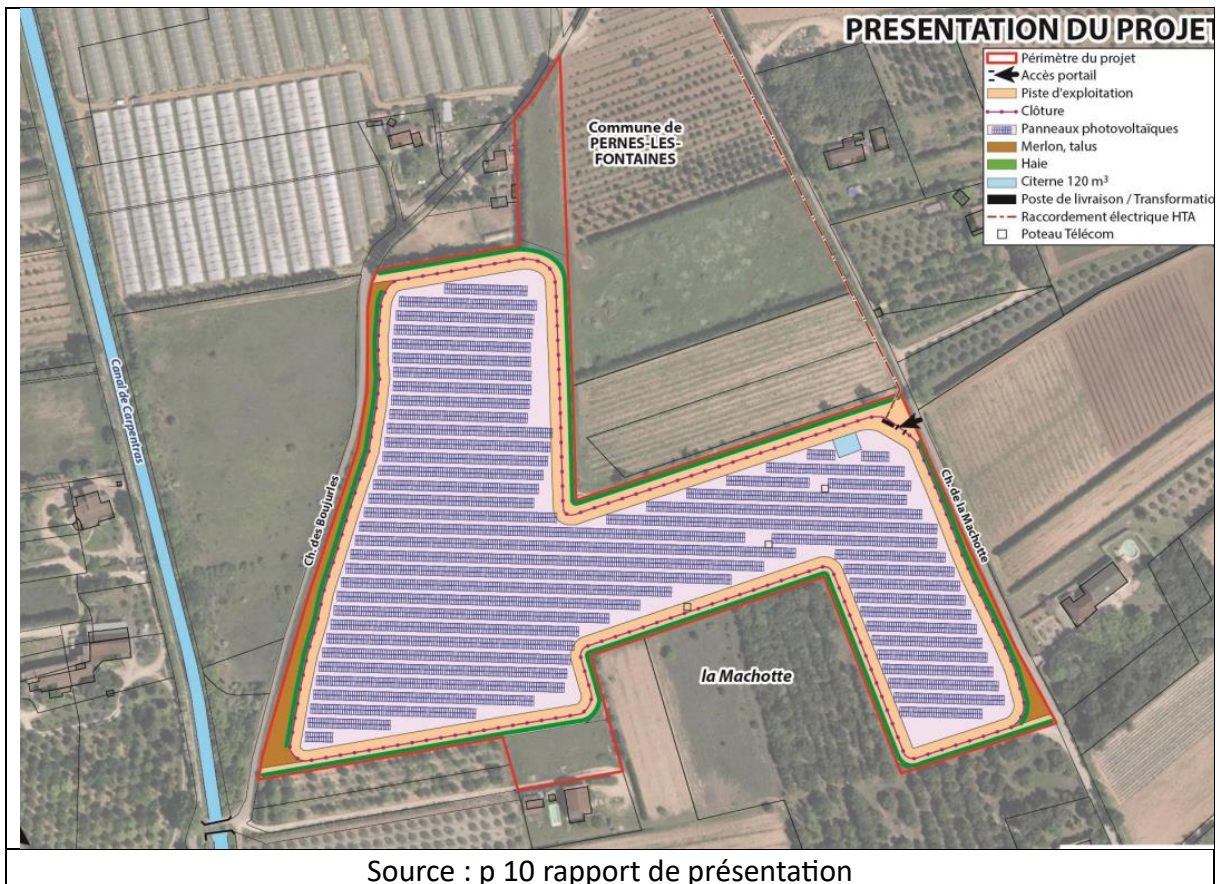 PRESENTATION DU PROJET
Périmètre du projet
Accès portail
Piste d'exploitation
Clôture
Panneaux photovoltaïques
Merlon, talus
Haie
Citerne 120 m³
Poste de livraison / Transformatio
Raccordement électrique HTA
Poteau Télécom
Commune de
PERNES-LES-
FONTAINES
Canal de Carpentras
Ch. des Boujurles
Ch. de la Machotte
la Machotte
Source : p 10 rapport de présentation